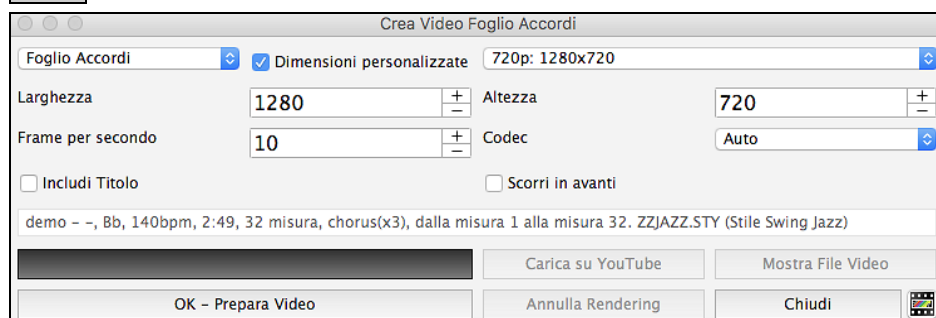 Crea Video Foglio Accordi
Foglio Accordi Dimensioni personalizzate 720p: 1280x720
Larghezza 1280 + − Altezza 720 + −
Frame per secondo 10 + − Codec Auto
Includi Titolo Scorri in avanti
demo - -, Bb, 140bpm, 2:49, 32 misura, chorus(x3), dalla misura 1 alla misura 32. ZZJAZZ.STY (Stile Swing Jazz)
Carica su YouTube Mostra File Video
OK - Prepara Video Annulla Rendering Chiudi